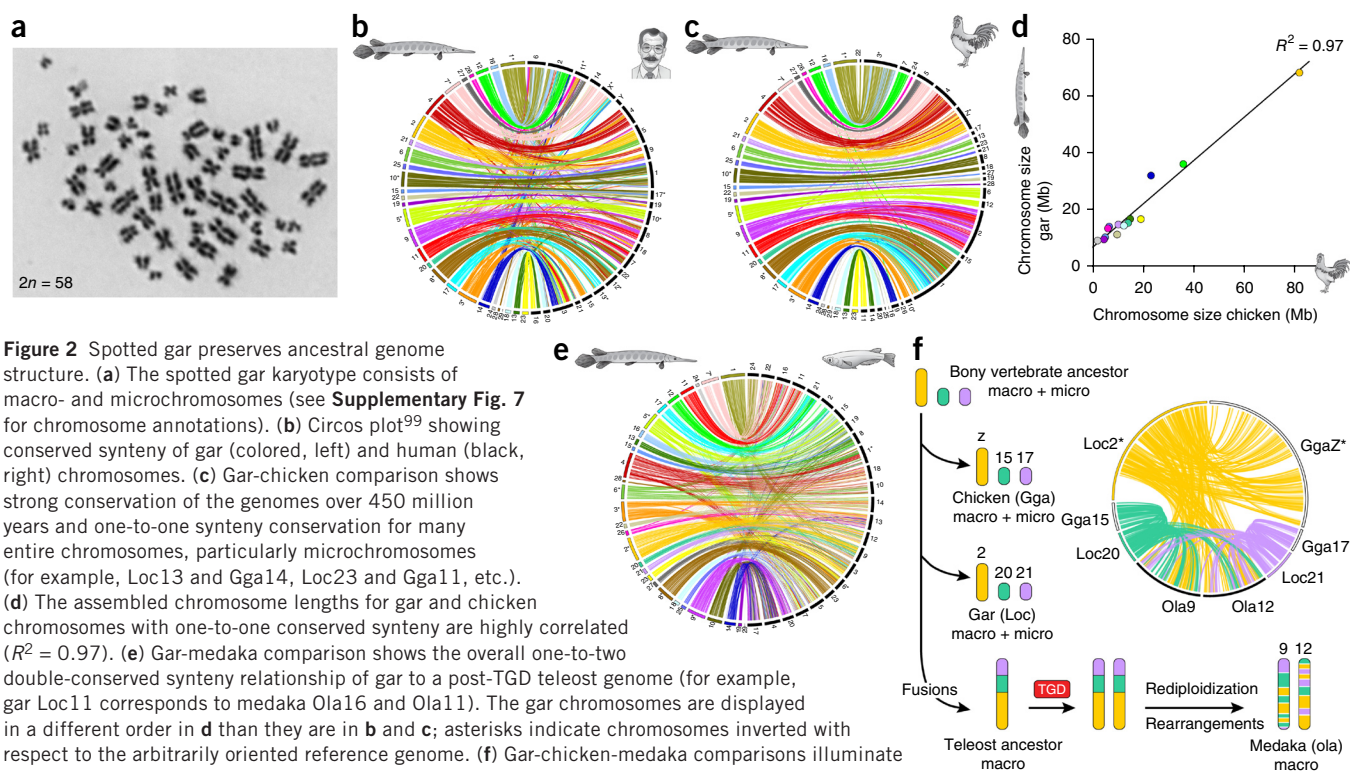 a
2n = 58
b
c
d
R² = 0.97
80
60
40
20
0
0 20 40 60 80
Chromosome size
gar (Mb)
Chromosome size chicken (Mb)
Figure 2 Spotted gar preserves ancestral genome
structure. (a) The spotted gar karyotype consists of
macro- and microchromosomes (see Supplementary Fig. 7
for chromosome annotations). (b) Circos plot⁹⁹ showing
conserved synteny of gar (colored, left) and human (black,
right) chromosomes. (c) Gar-chicken comparison shows
strong conservation of the genomes over 450 million
years and one-to-one synteny conservation for many
entire chromosomes, particularly microchromosomes
(for example, Loc13 and Gga14, Loc23 and Gga11, etc.).
(d) The assembled chromosome lengths for gar and chicken
chromosomes with one-to-one conserved synteny are highly correlated
(R² = 0.97). (e) Gar-medaka comparison shows the overall one-to-two
double-conserved synteny relationship of gar to a post-TGD teleost genome (for example,
gar Loc11 corresponds to medaka Ola16 and Ola11). The gar chromosomes are displayed
in a different order in d than they are in b and c; asterisks indicate chromosomes inverted with
respect to the arbitrarily oriented reference genome. (f) Gar-chicken-medaka comparisons illuminate
e
f
Bony vertebrate ancestor
macro + micro
z
15 17
Chicken (Gga)
macro + micro
2
20 21
Gar (Loc)
macro + micro
Loc2*
GgaZ*
Gga15
Loc20
Gga17
Loc21
Ola9
Ola12
Fusions
TGD
Rediploidization
Rearrangements
9 12
Teleost ancestor
macro
Medaka (ola)
macro